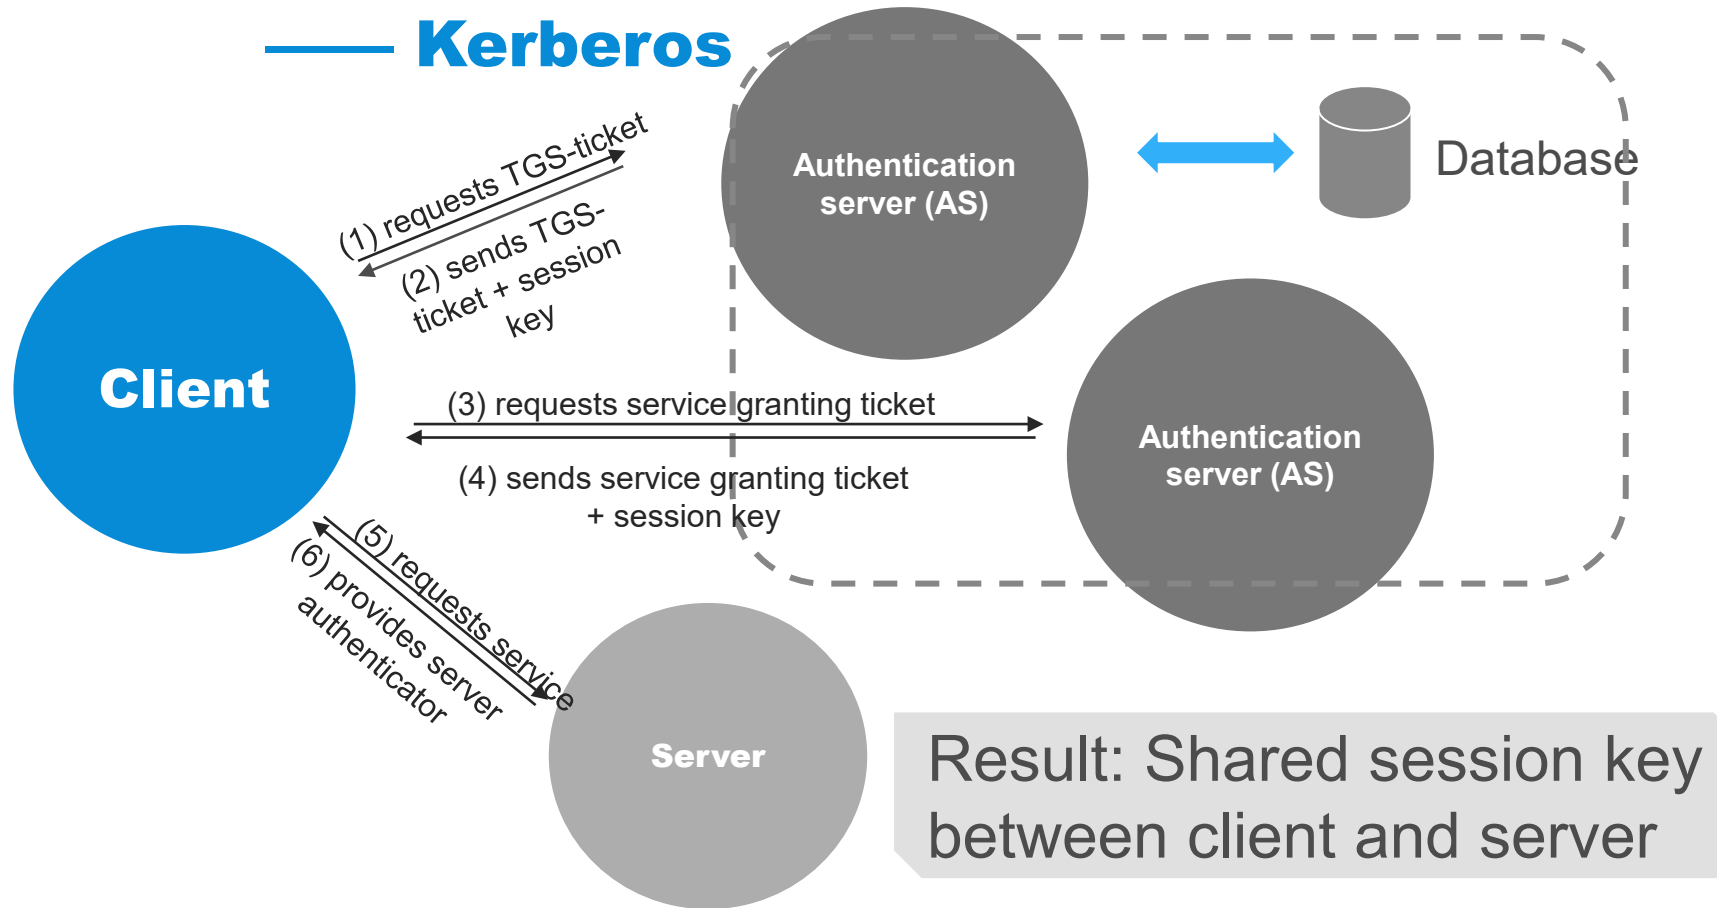 Kerberos
(1) requests TGS-ticket
(2) sends TGS-
ticket + session
key
Authentication
server (AS)
Database
Client
(3) requests service granting ticket
(4) sends service granting ticket
+ session key
Authentication
server (AS)
(5) requests service
(6) provides server
authenticator
Server
Result: Shared session key
between client and server